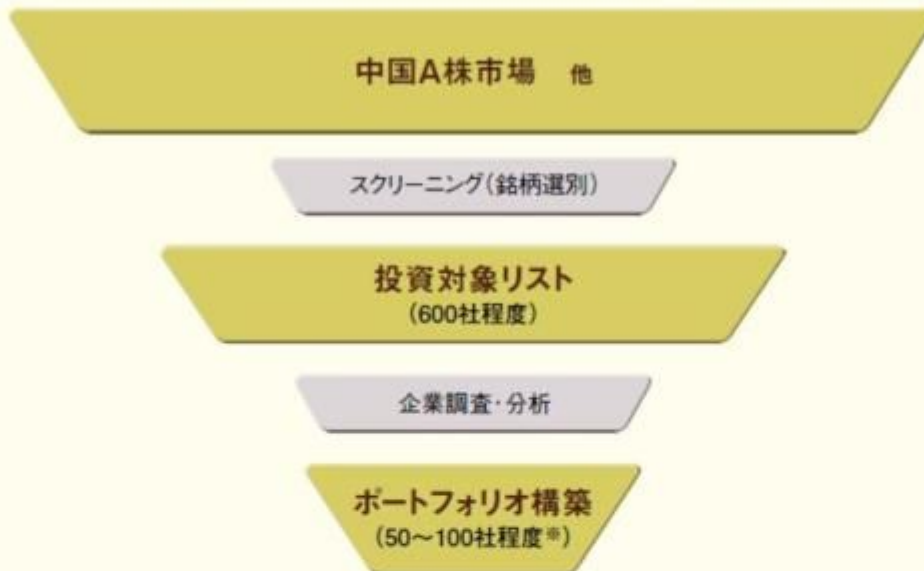 中国A株市場 他
スクリーニング(銘柄選別)
投資対象リスト
(600社程度)
企業調査・分析
ポートフォリオ構築
(50～100社程度※)